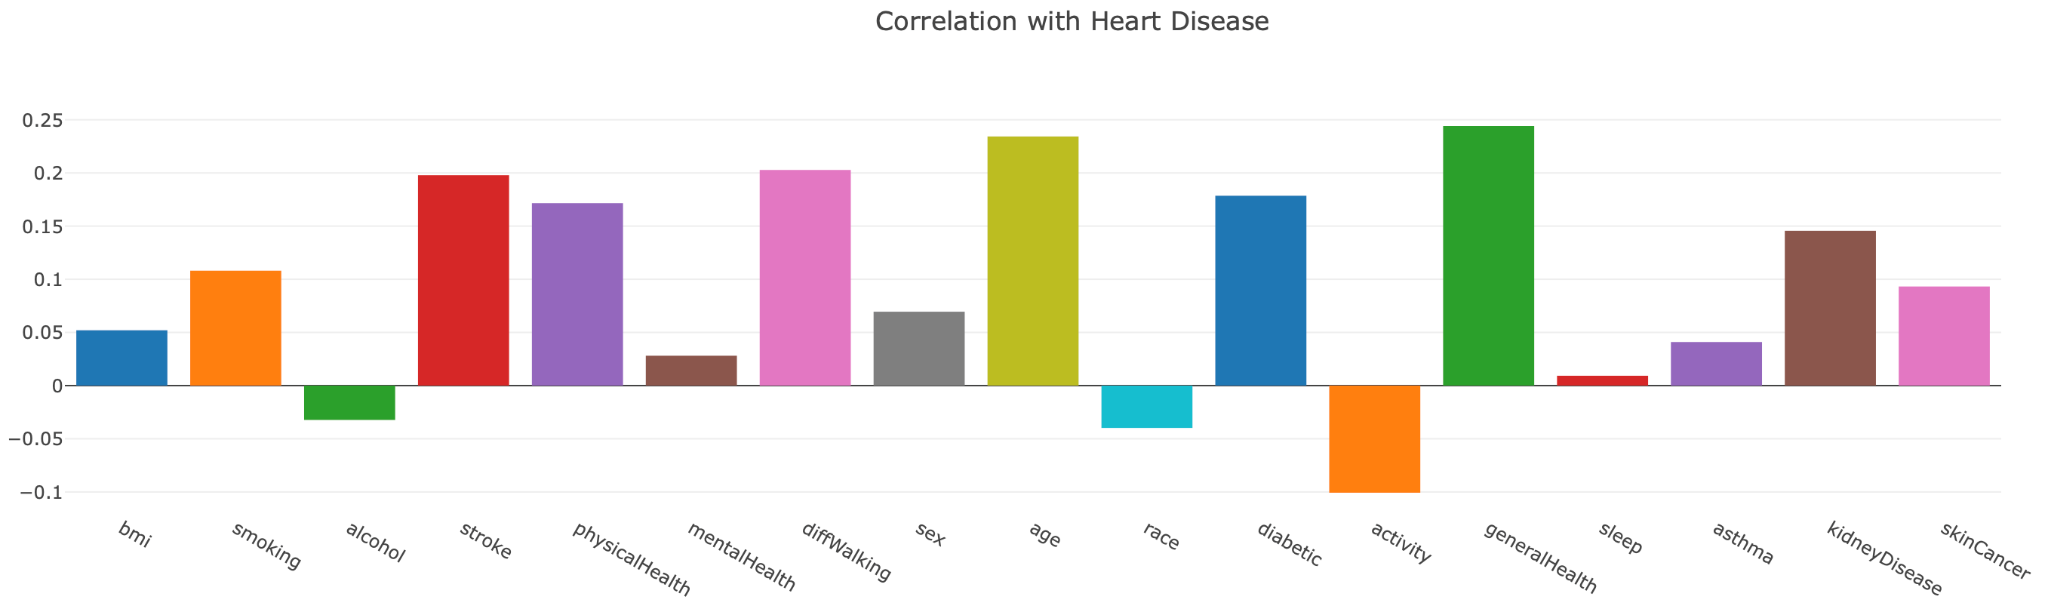 Correlation with Heart Disease
0.25
0.2
0.15
0.1
0.05
0
−0.05
−0.1
bmi
smoking
alcohol
stroke
physicalHealth
mentalHealth
diffWalking
sex
age
race
diabetic
activity
generalHealth
sleep
asthma
kidneyDisease
skinCancer